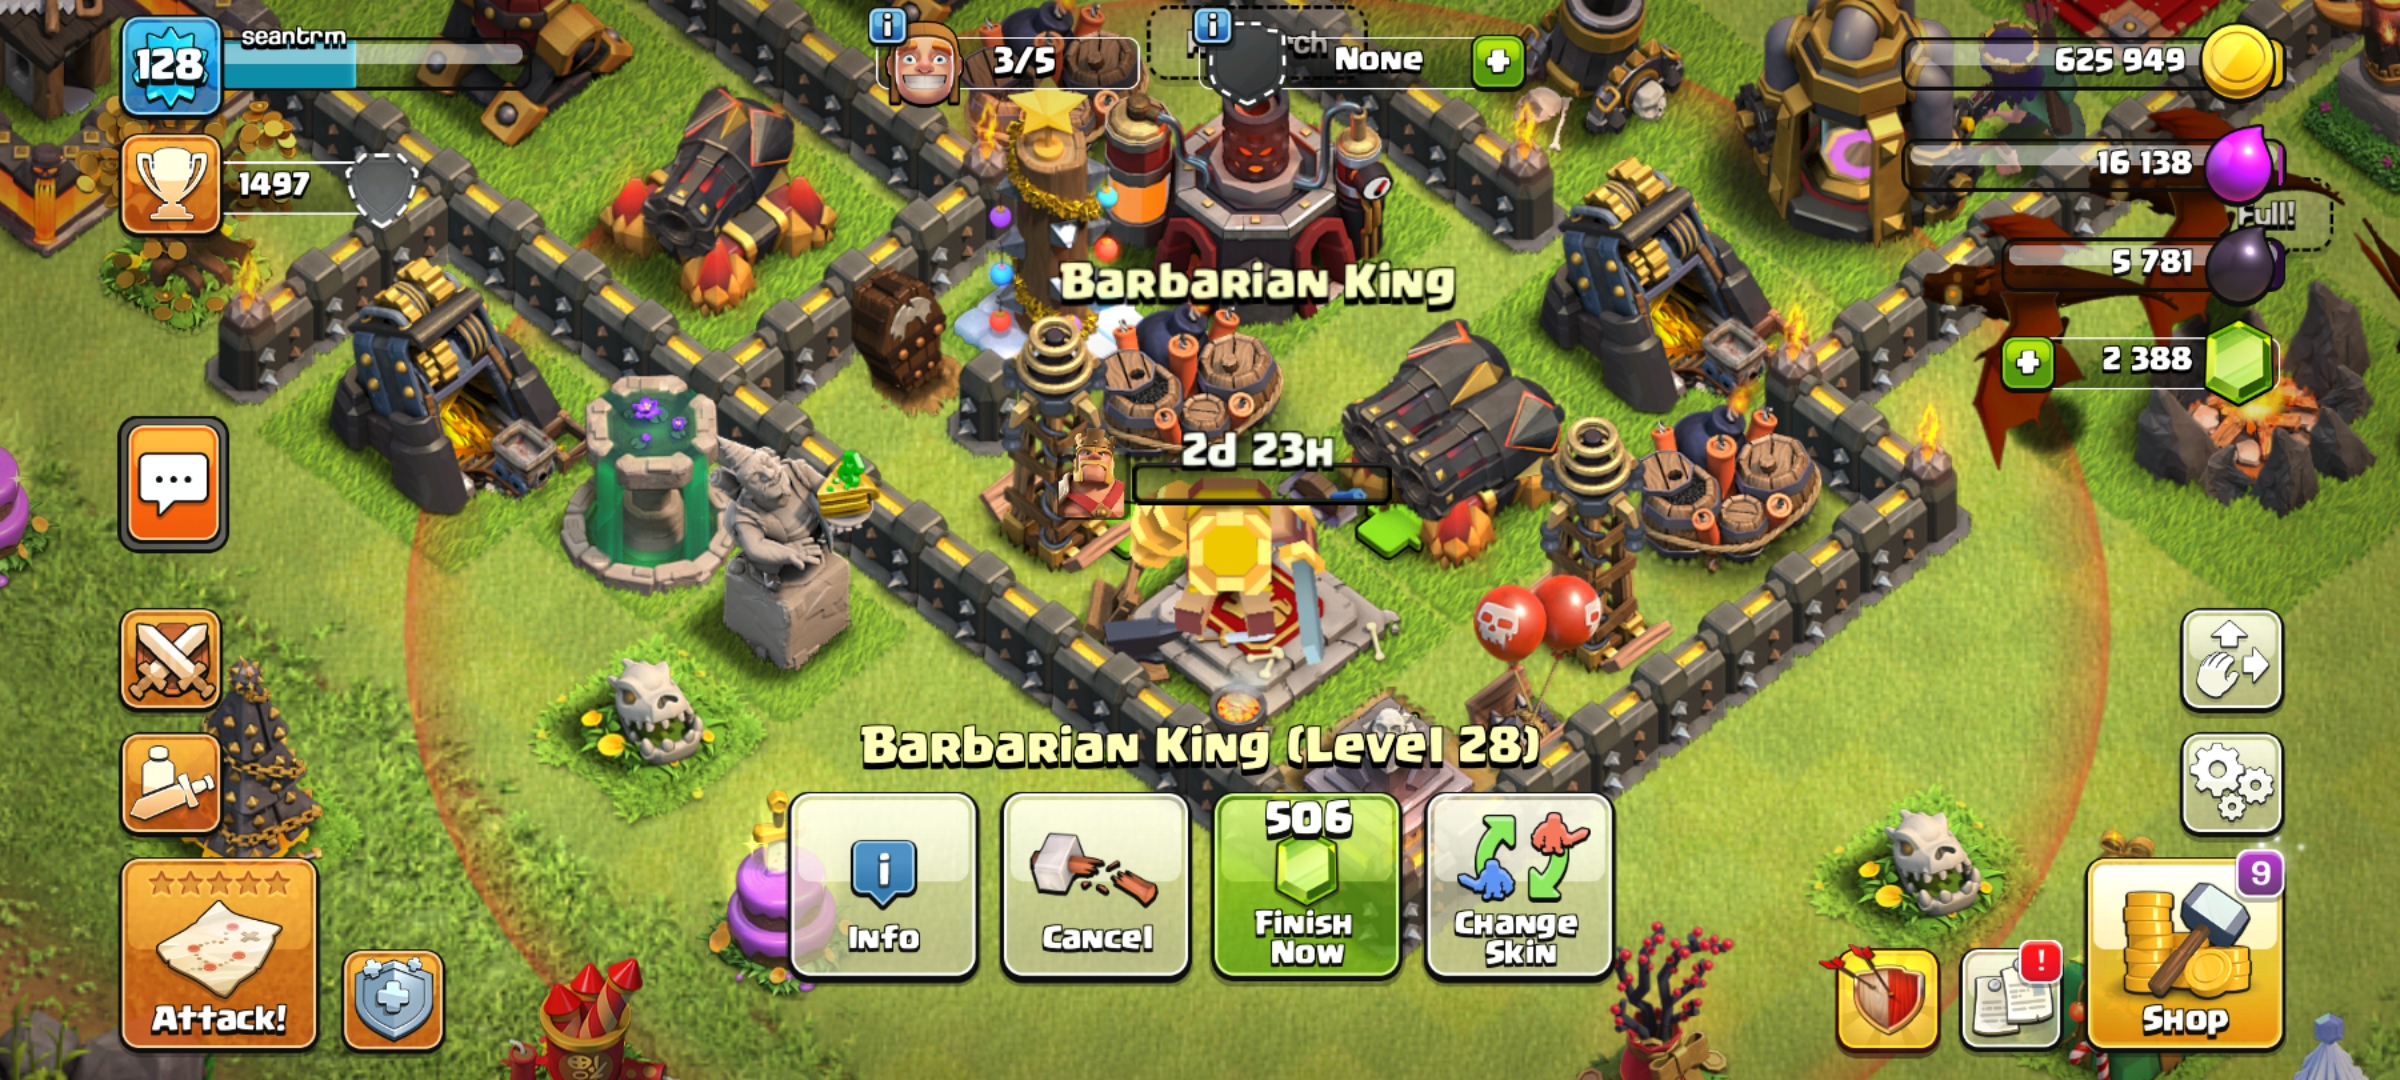 128
seantrm
3/5
None
625 949
1497
16 138
Full!
5 781
2 388
Barbarian King
2d 23h
Barbarian King (Level 28)
506
Info
Cancel
Finish
Now
Change
Skin
9
Attack!
!
Shop